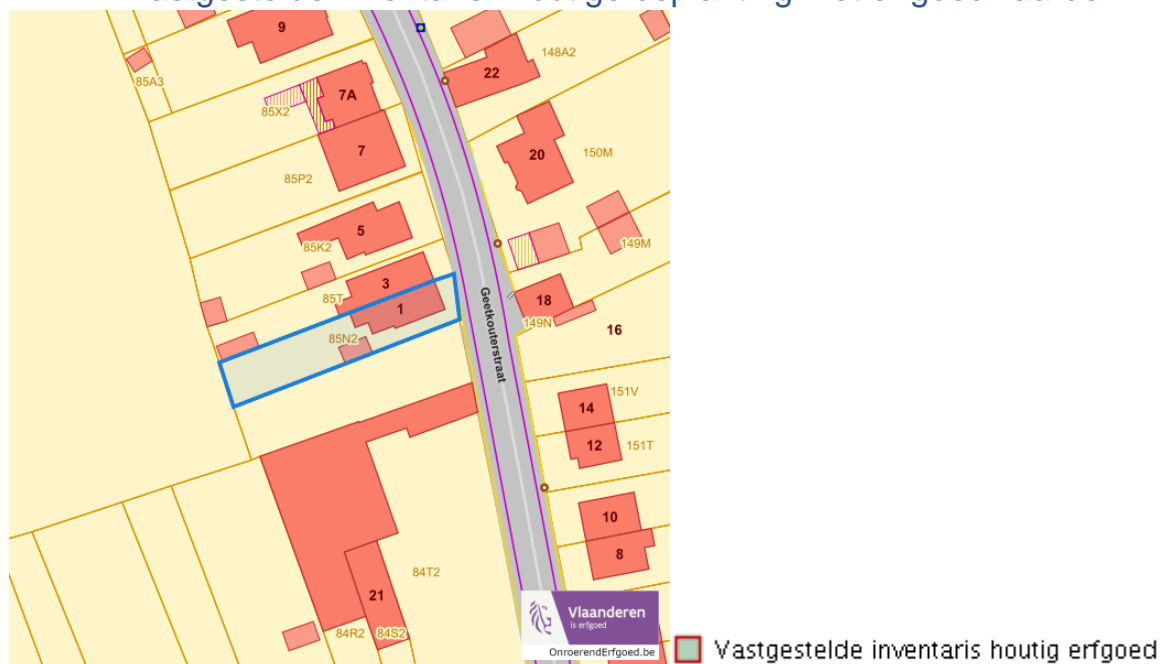 9
85A3
148A2
22
7A
85X2
7
20
150M
85P2
5
85K2
149M
3
85T
1
Geetkouterstraat
18
149N
16
85N2
14
151V
12
151T
10
8
84T2
21
84R2
84S2
Vlaanderen
is erfgoed
OnroerendErfgoed.be
Vastgestelde inventaris houtig erfgoed